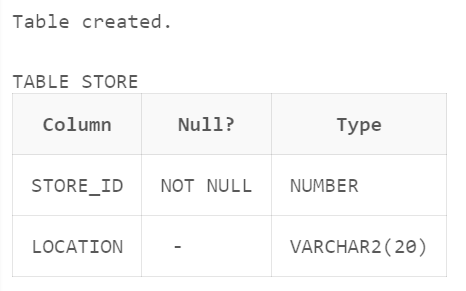 Table created.
TABLE STORE
Column Null? Type
STORE_ID NOT NULL NUMBER
LOCATION - VARCHAR2(20)